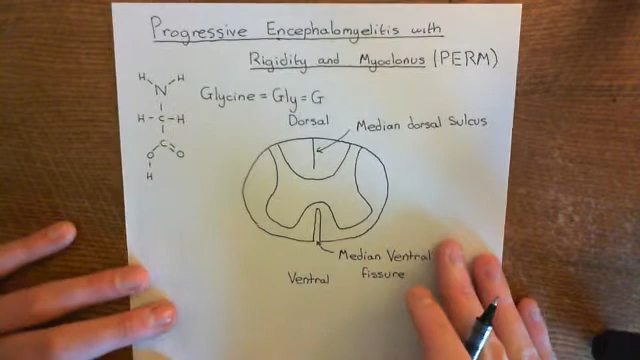 Progressive Encephalomyelitis with
Rigidity and Myoclonus (PERM)
H H
N
Glycine = Gly = G
H-C-H
Dorsal
Median dorsal Sulcus
C
O O
H
Median Ventral
fissure
Ventral